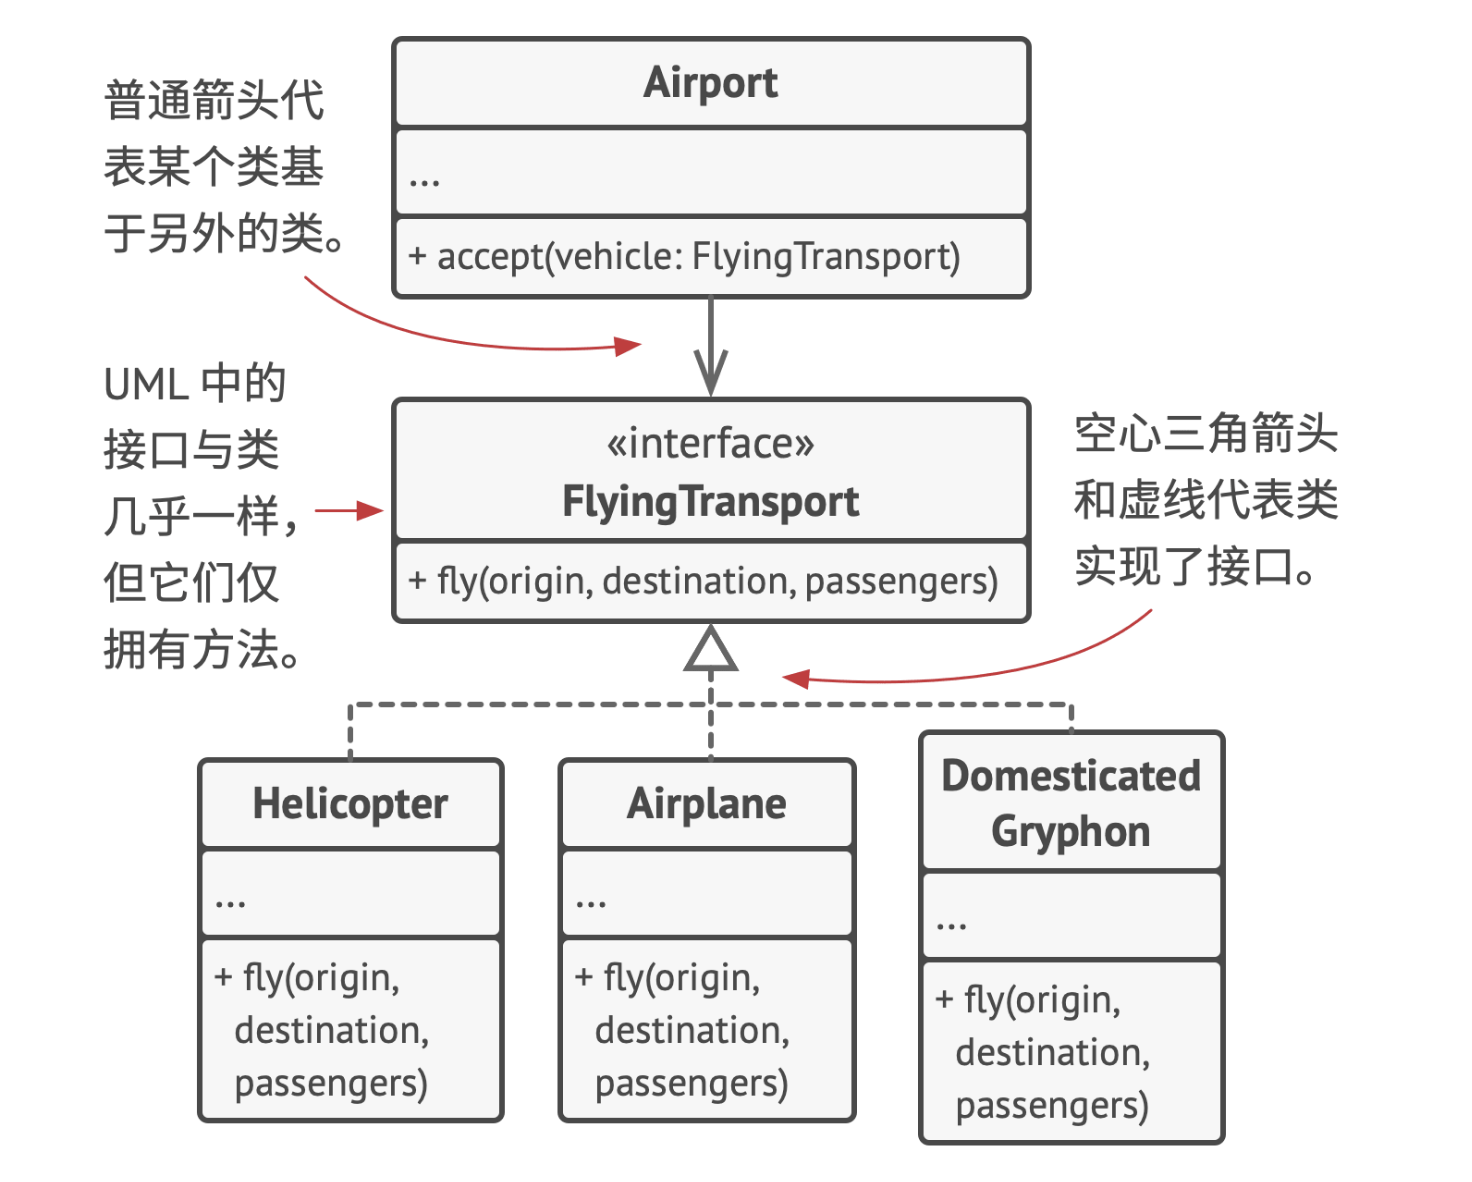 Airport
...
+ accept(vehicle: FlyingTransport)
普通箭头代
表某个类基
于另外的类。
UML 中的
接口与类
几乎一样，
但它们仅
拥有方法。
«interface»
FlyingTransport
+ fly(origin, destination, passengers)
空心三角箭头
和虚线代表类
实现了接口。
Helicopter
...
+ fly(origin,
destination,
passengers)
Airplane
...
+ fly(origin,
destination,
passengers)
Domesticated
Gryphon
...
+ fly(origin,
destination,
passengers)